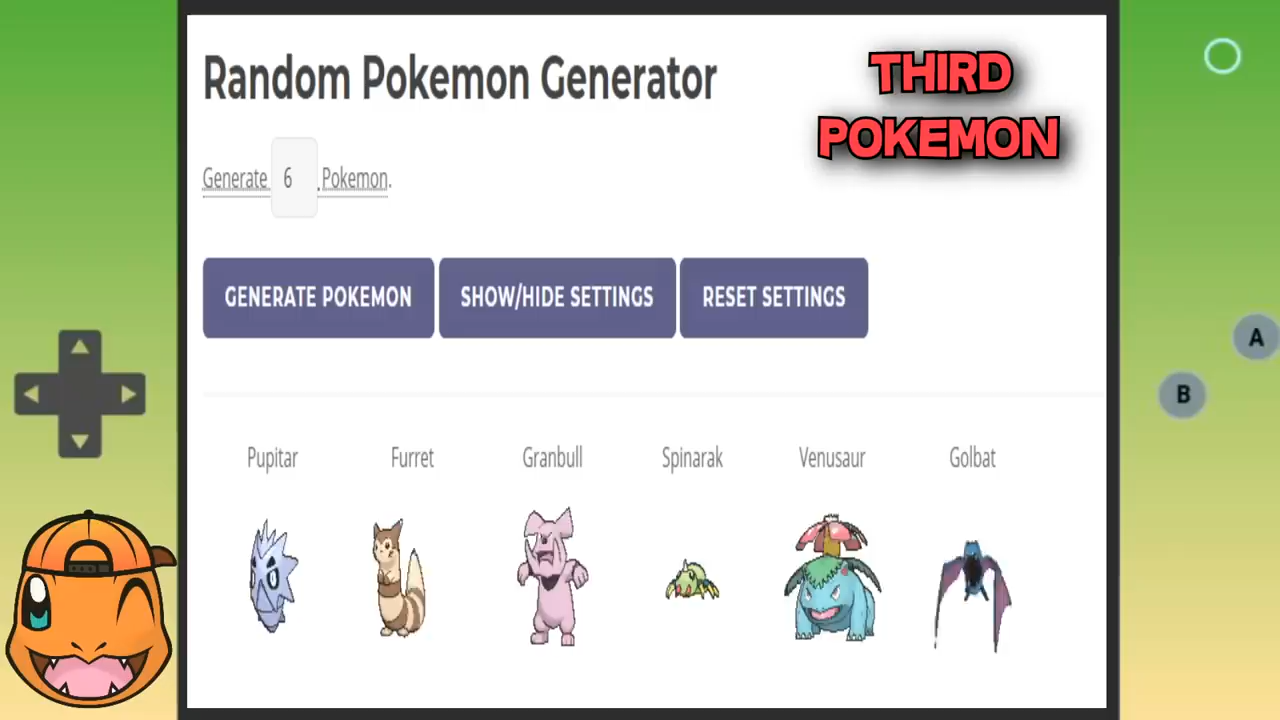 Random Pokemon Generator
THIRD
POKEMON
Generate 6 Pokemon.
GENERATE POKEMON SHOW/HIDE SETTINGS RESET SETTINGS
A
B
Pupitar Furret Granbull Spinarak Venusaur Golbat